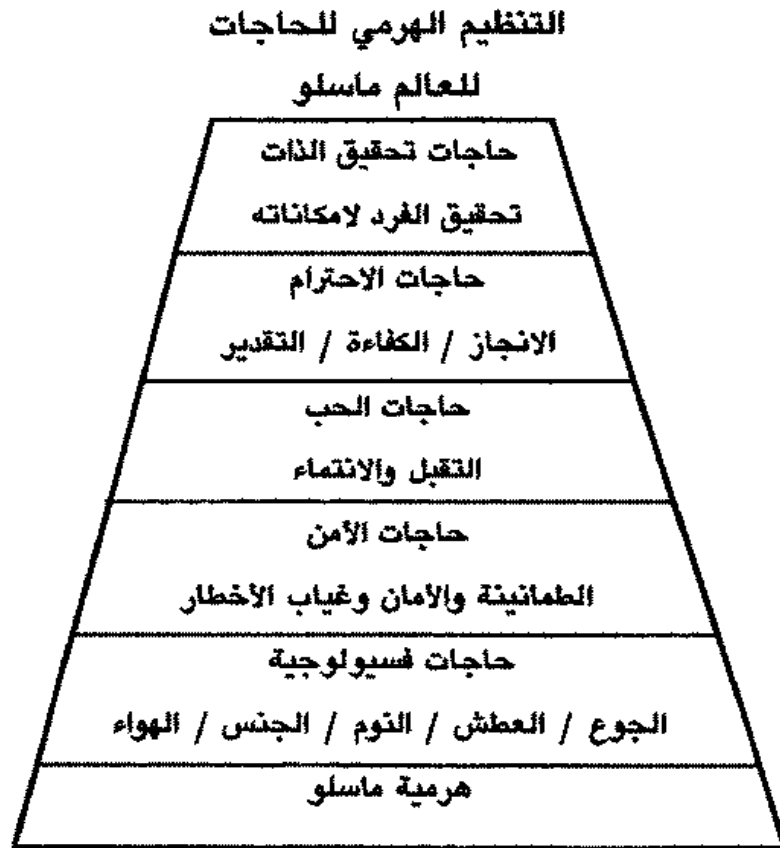 التنظيم الهرمي للحاجات
للعالم ماسلو
حاجات تحقيق الذات
تحقيق الفرد لامكاناته
حاجات الاحترام
الانجاز / الكفاءة / التقدير
حاجات الحب
التقبل والانتماء
حاجات الأمن
الطمانينة والأمان وغياب الأخطار
حاجات فسيولوجية
الجوع / العطش / النوم / الجنس / الهواء
هرمية ماسلو